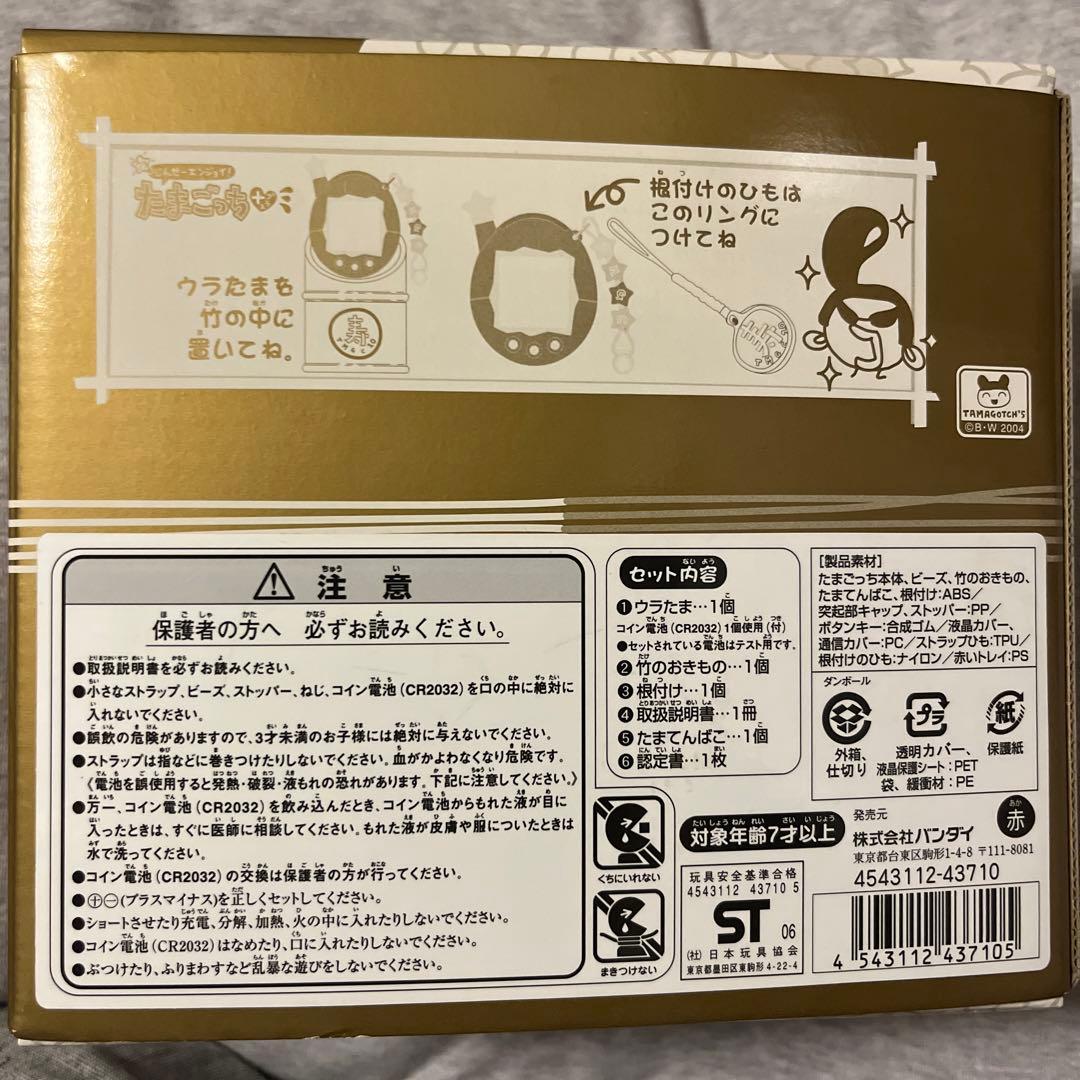 じんせーエンジョイ!
たまごっち+
ウラたまを
竹の中に
置いてね。
寿
根付けのひもは
このリングに
つけてね
TAMAGOTCH'S
©B・W 2004
⚠注意
保護者の方へ 必ずお読みください。
●取扱説明書を必ずお読みください。
●小さなストラップ、ビーズ、ストッパー、ねじ、コイン電池(CR2032)を口の中に絶対に
入れないでください。
●誤飲の危険がありますので、3才未満のお子様には絶対に与えないでください。
●ストラップは指などに巻きつけたりしないでください。血がかよわなくなり危険です。
《電池を誤使用すると発熱・破裂・液もれの恐れがあります。下記に注意してください。》
●万一、コイン電池(CR2032)を飲み込んだとき、コイン電池からもれた液が目に
入ったときは、すぐに医師に相談してください。もれた液が皮膚や服についたときは
水で洗ってください。
●コイン電池(CR2032)の交換は保護者の方が行ってください。
●⊕⊖(プラスマイナス)を正しくセットしてください。
●ショートさせたり充電、分解、加熱、火の中に入れたりしないでください。
●コイン電池(CR2032)はなめたり、口に入れたりしないでください。
●ぶつけたり、ふりまわすなど乱暴な遊びをしないでください。
セット内容
①ウラたま…1個
コイン電池(CR2032)1個使用(付)
●セットされている電池はテスト用です。
②竹のおきもの…1個
③根付け…1個
④取扱説明書…1冊
⑤たまてんばこ…1個
⑥認定書…1枚
くちにいれない
まきつけない
対象年齢7才以上
玩具安全基準合格
4543112 43710 5
ST
06
(社)日本玩具協会
東京都墨田区東駒形4-22-4
[製品素材]
たまごっち本体、ビーズ、竹のおきもの、
たまてんばこ、根付け:ABS/
突起部キャップ、ストッパー:PP/
ボタンキー:合成ゴム/液晶カバー、
通信カバー:PC/ストラップひも:TPU/
根付けのひも:ナイロン/赤いトレイ:PS
ダンボール
外箱、
仕切り
プラ
透明カバー、
液晶保護シート:PET
袋、緩衝材:PE
紙
保護紙
発売元
株式会社バンダイ
東京都台東区駒形1-4-8 〒111-8081
赤
4543112-43710
4 543112 437105